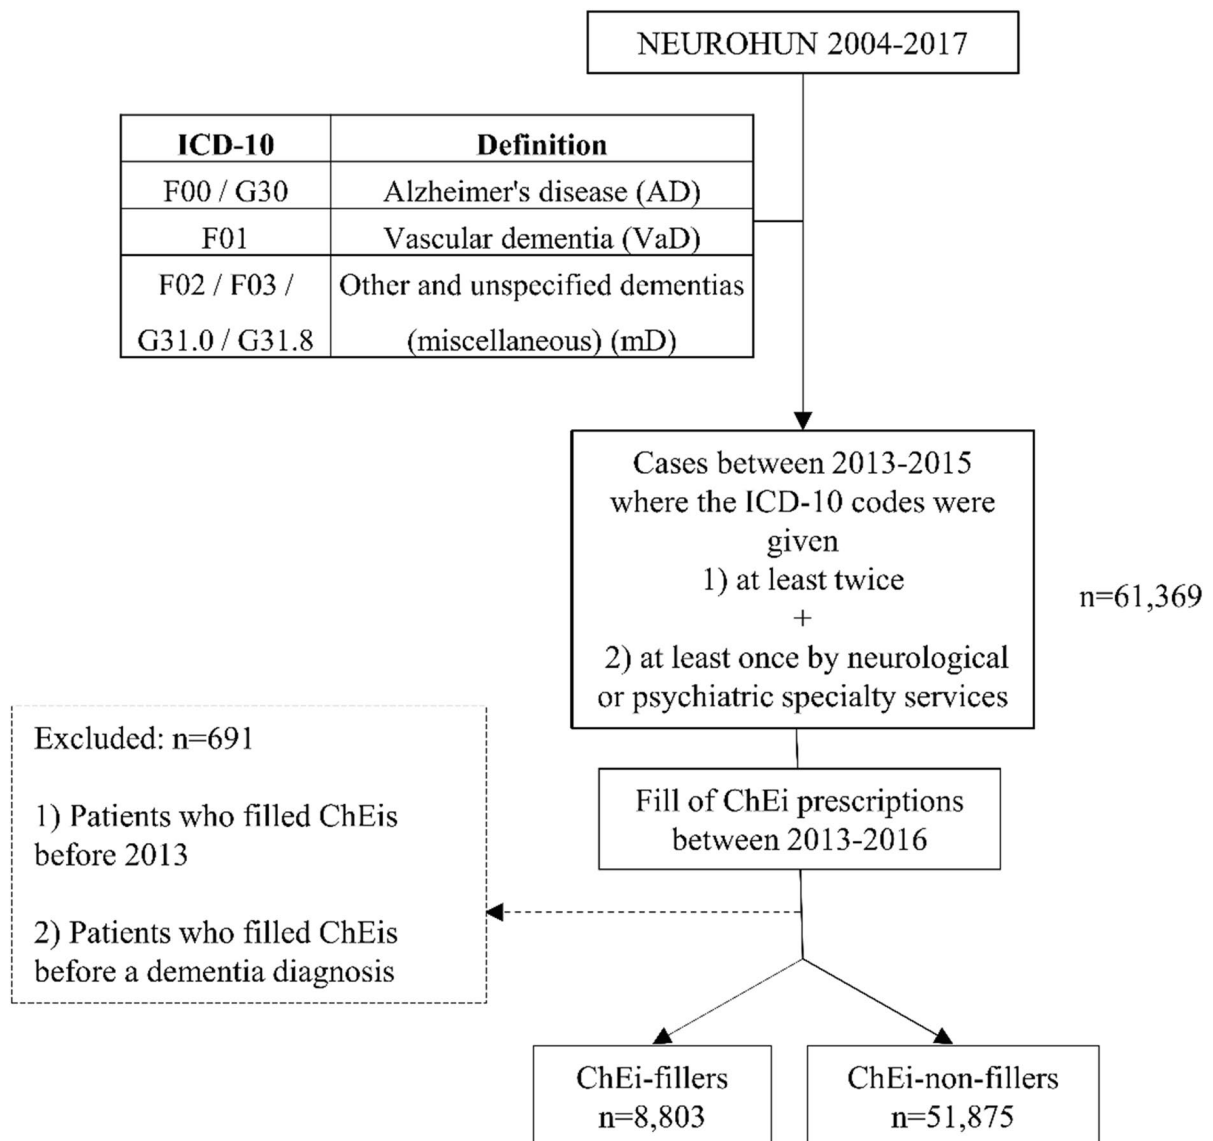 NEUROHUN 2004-2017
ICD-10 Definition
F00 / G30 Alzheimer's disease (AD)
F01 Vascular dementia (VaD)
F02 / F03 / Other and unspecified dementias
G31.0 / G31.8 (miscellaneous) (mD)
Cases between 2013-2015
where the ICD-10 codes were
given
1) at least twice
+
2) at least once by neurological
or psychiatric specialty services
n=61,369
Excluded: n=691
1) Patients who filled ChEis
before 2013
2) Patients who filled ChEis
before a dementia diagnosis
Fill of ChEi prescriptions
between 2013-2016
ChEi-fillers
n=8,803
ChEi-non-fillers
n=51,875